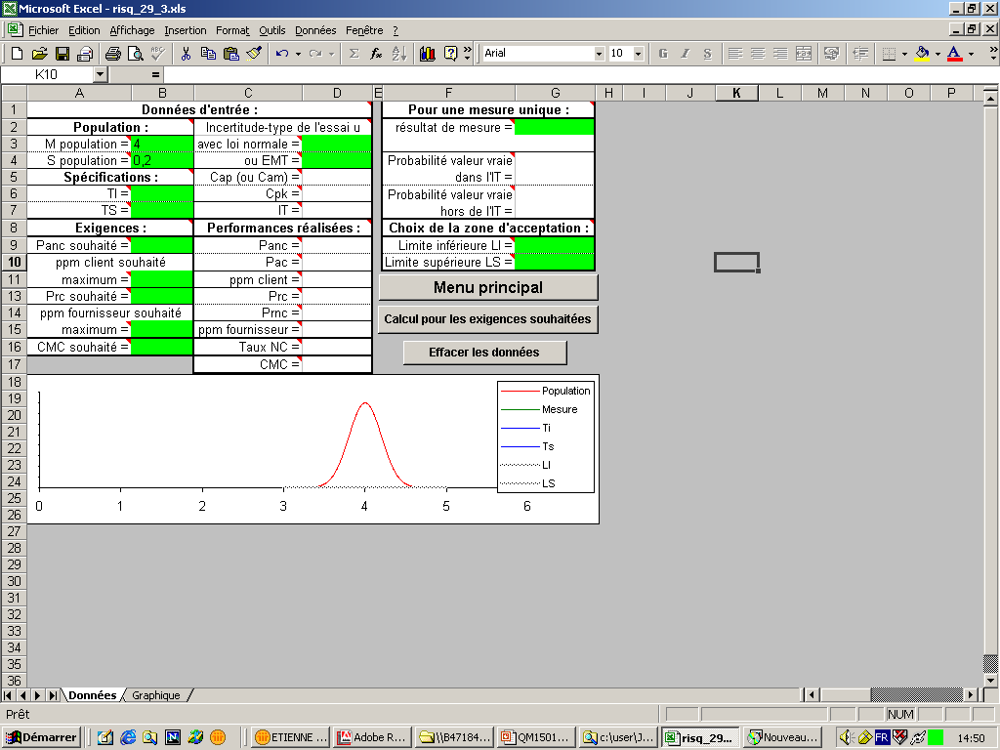 Microsoft Excel - risq_29_3.xls
Fichier Edition Affichage Insertion Format Outils Données Fenêtre ?
Arial 10 G I S
K10 =
A B C D E F G H I J K L M N O P
1 Données d'entrée : Pour une mesure unique :
2 Population : Incertitude-type de l'essai u résultat de mesure =
3 M population = 4 avec loi normale =
4 S population = 0,2 ou EMT = Probabilité valeur vraie
5 Spécifications : Cap (ou Cam) = dans l'IT =
6 TI = Cpk = Probabilité valeur vraie
7 TS = IT = hors de l'IT =
8 Exigences : Performances réalisées : Choix de la zone d'acceptation :
9 Panc souhaité = Panc = Limite inférieure LI =
10 ppm client souhaité Pac = Limite supérieure LS =
11 maximum = ppm client = Menu principal
13 Prc souhaité = Prc =
14 ppm fournisseur souhaité Prnc = Calcul pour les exigences souhaitées
15 maximum = ppm fournisseur =
16 CMC souhaité = Taux NC = Effacer les données
17 CMC =
18 Population
19 Mesure
20
21 Ti
22 Ts
23 LI
24 LS
25
0 1 2 3 4 5 6
26
27
28
29
30
31
32
33
34
35
36
Données Graphique
Prêt NUM
Démarrer ETIENNE ... Adobe R... \\B47184... QM1501... c:\user\J... risq_29... Nouveau... FR 14:50